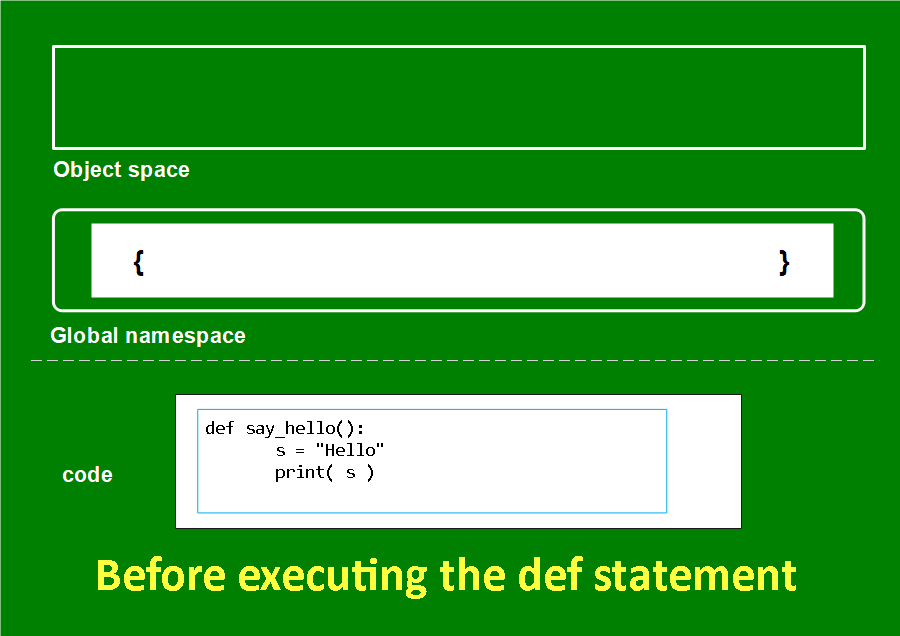 Object space
{ }
Global namespace
def say_hello():
s = "Hello"
print( s )
code
Before executing the def statement